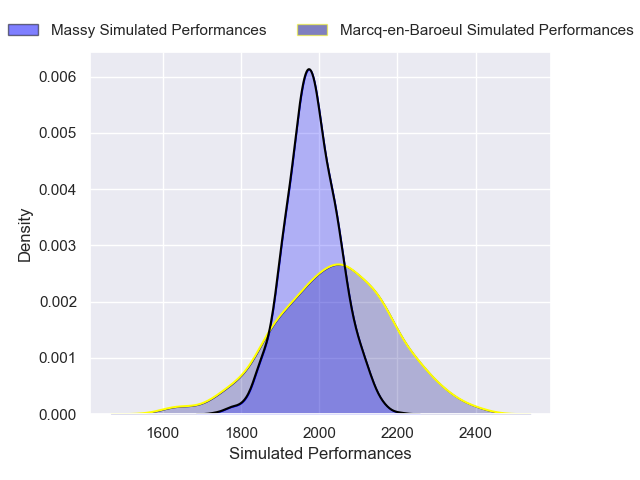 Massy Simulated Performances
Marcq-en-Baroeul Simulated Performances
0.006
0.005
0.004
0.003
0.002
0.001
0.000
Density
1600 1800 2000 2200 2400
Simulated Performances